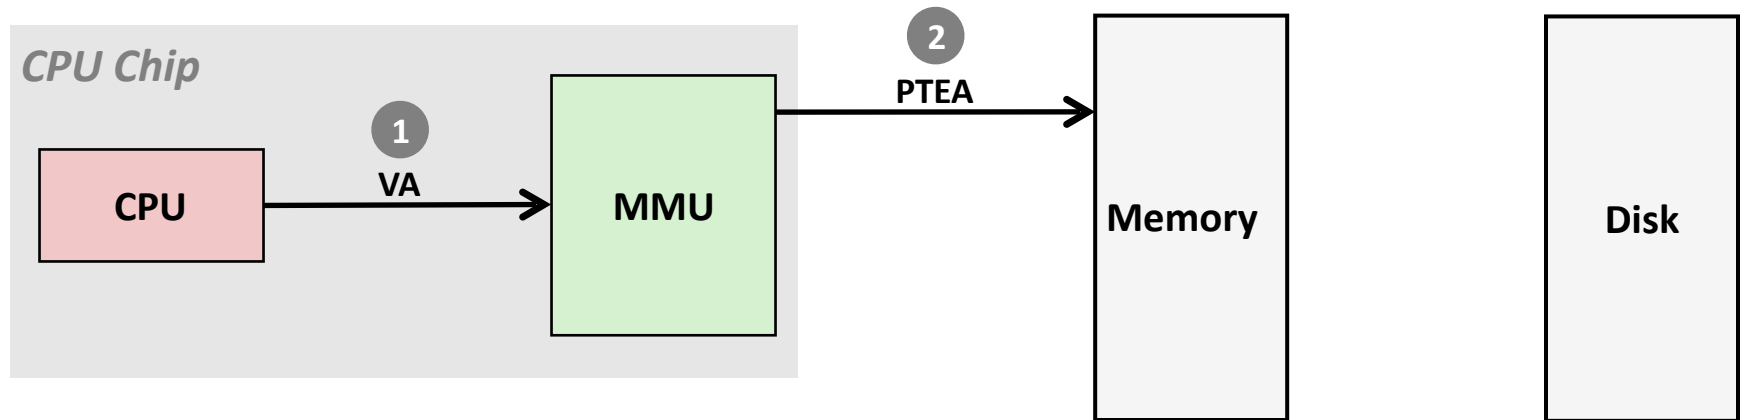 CPU Chip
2
PTEA
1
VA
CPU
MMU
Memory
Disk